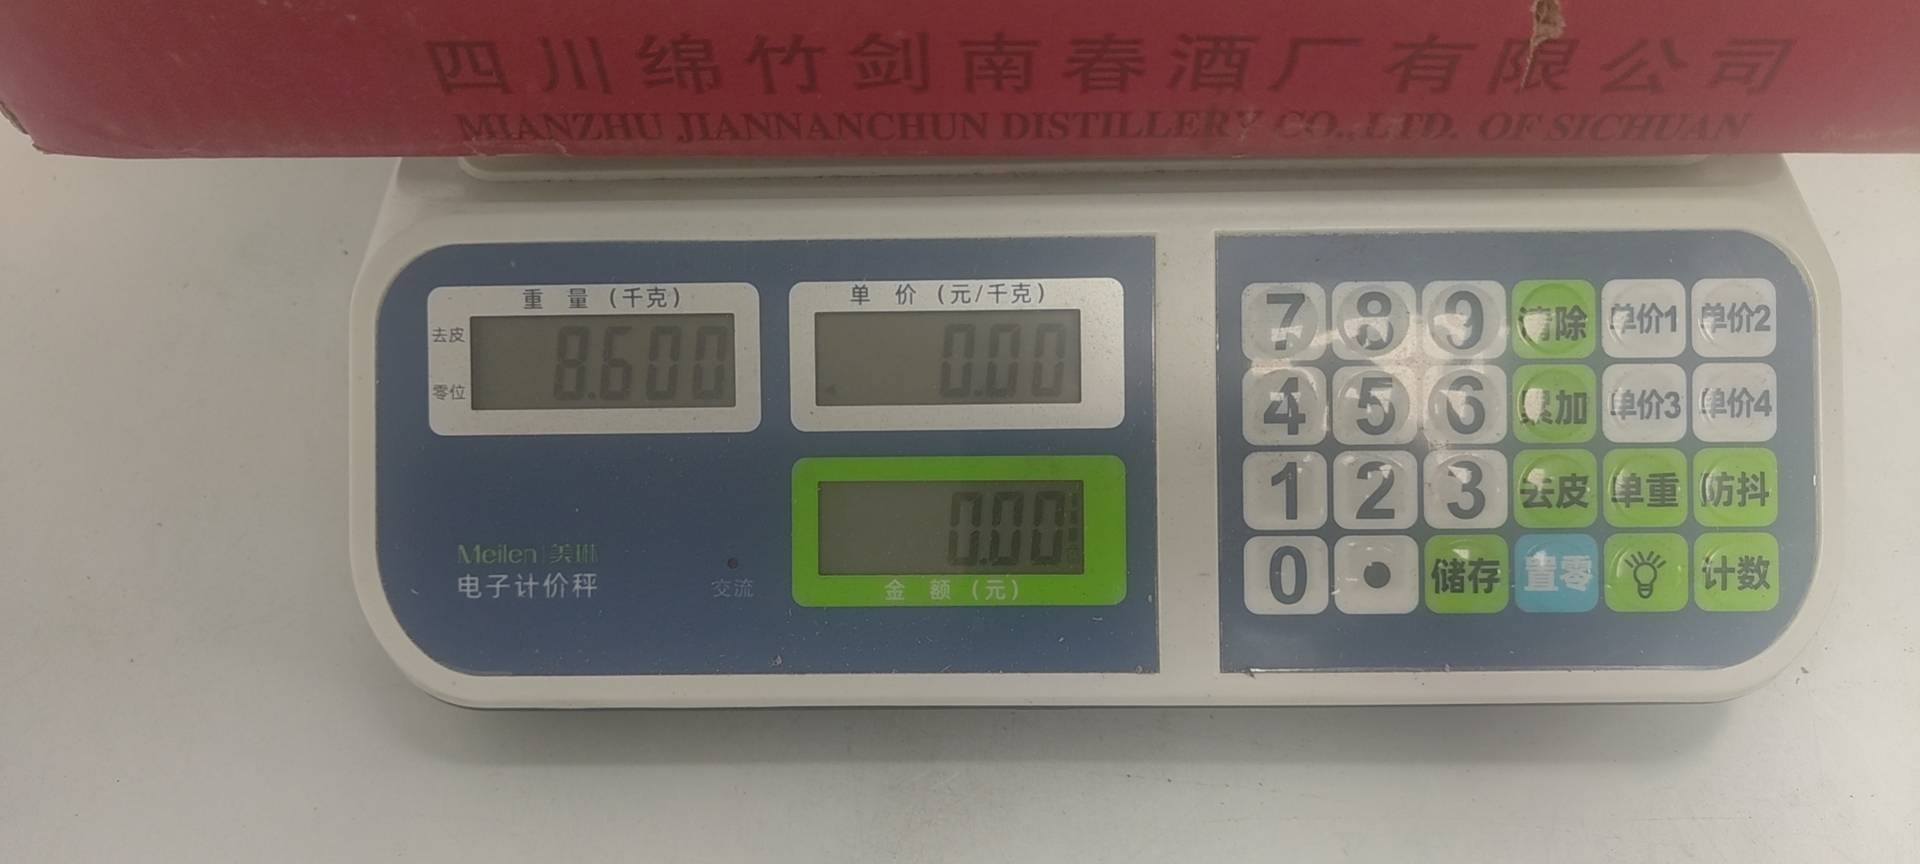 四川绵竹剑南春酒厂有限公司
MIANZHU JIANNANCHUN DISTILLERY CO.,LTD. OF SICHUAN
重量(千克)
去皮
零位
8.600
单价(元/千克)
0.00
0.00
金额(元)
Meilen|美琳
电子计价秤
交流
7 8 9 清除 单价1 单价2
4 5 6 累加 单价3 单价4
1 2 3 去皮 单重 防抖
0 . 储存 置零 计数